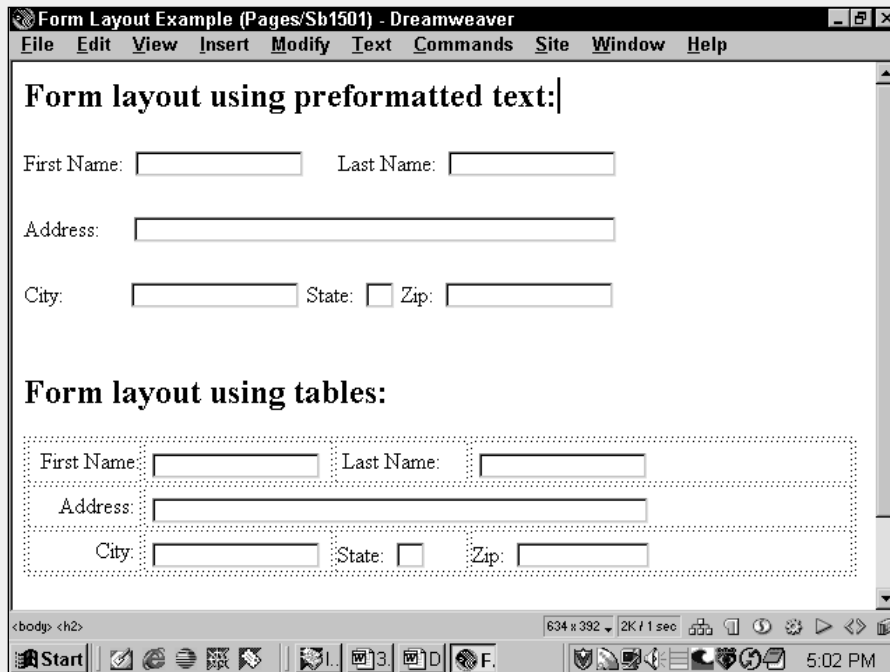 Form Layout Example (Pages/Sb1501) - Dreamweaver
File Edit View Insert Modify Text Commands Site Window Help
Form layout using preformatted text:
First Name: Last Name:
Address:
City: State: Zip:
Form layout using tables:
First Name: Last Name:
Address:
City: State: Zip:
<body> <h2> 634 x 392 2K / 1 sec
Start I.. 3. D F. 5:02 PM